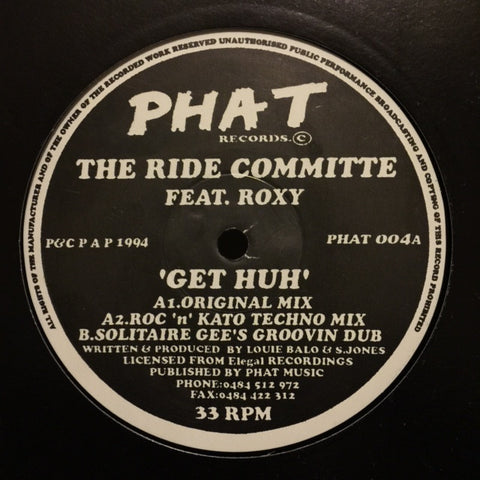 ALL RIGHTS OF THE MANUFACTURER AND OF THE OWNER OF THE RECORDED WORK RESERVED UNAUTHORISED PUBLIC PERFORMANCE BROADCASTING AND COPYING OF THIS RECORD PROHIBITED
PHAT
RECORDS.©
THE RIDE COMMITTE
FEAT. ROXY
P&C P A P 1994
PHAT 004A
'GET HUH'
A1.ORIGINAL MIX
A2.ROC 'n' KATO TECHNO MIX
B.SOLITAIRE GEE'S GROOVIN DUB
WRITTEN & PRODUCED BY LOUIE BALO & S.JONES
LICENSED FROM Elegal RECORDINGS
PUBLISHED BY PHAT MUSIC
PHONE:0484 512 972
FAX:0484 422 312
33 RPM